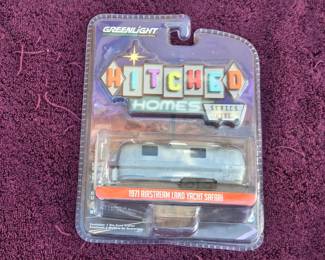 GREENLIGHT
HITCHED
HOMES
SERIES
1971 AIRSTREAM LAND YACHT SAFARI